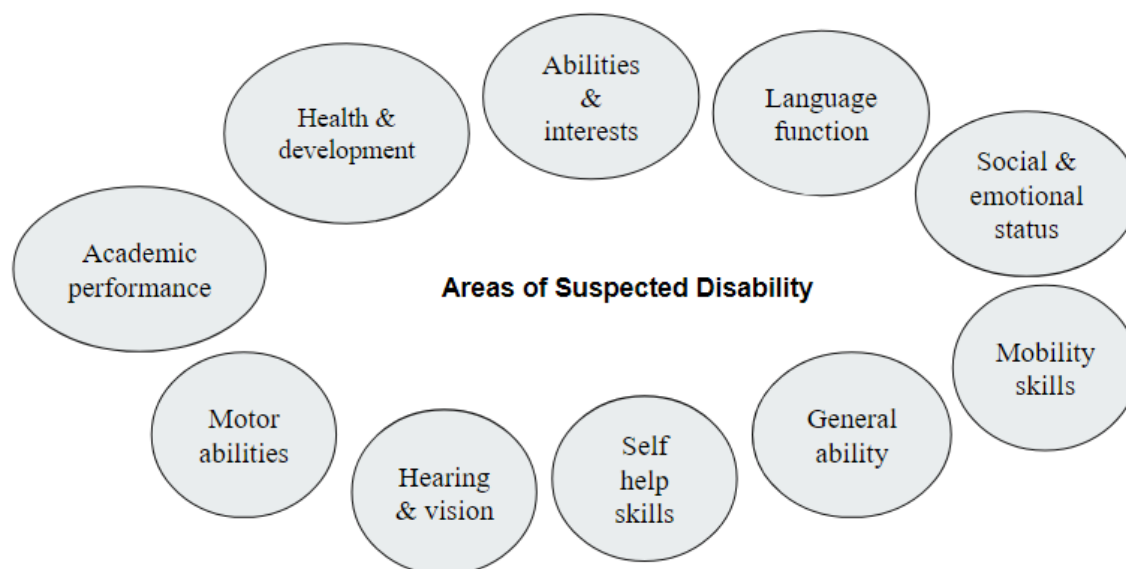 Abilities
&
interests
Language
function
Health &
development
Social &
emotional
status
Academic
performance
Areas of Suspected Disability
Mobility
skills
Motor
abilities
General
ability
Self
help
skills
Hearing
& vision